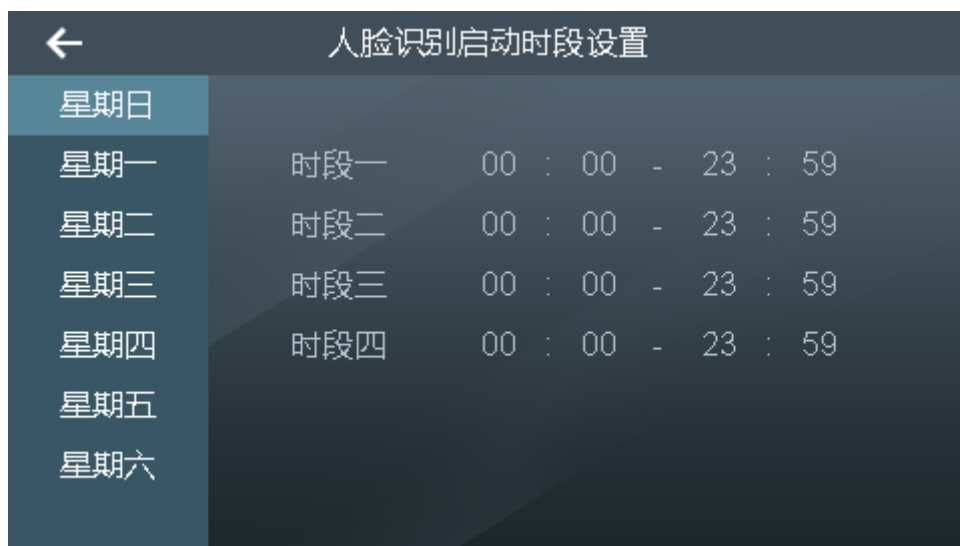 人脸识别启动时段设置
星期日
星期一 时段一 00 : 00 - 23 : 59
星期二 时段二 00 : 00 - 23 : 59
星期三 时段三 00 : 00 - 23 : 59
星期四 时段四 00 : 00 - 23 : 59
星期五
星期六